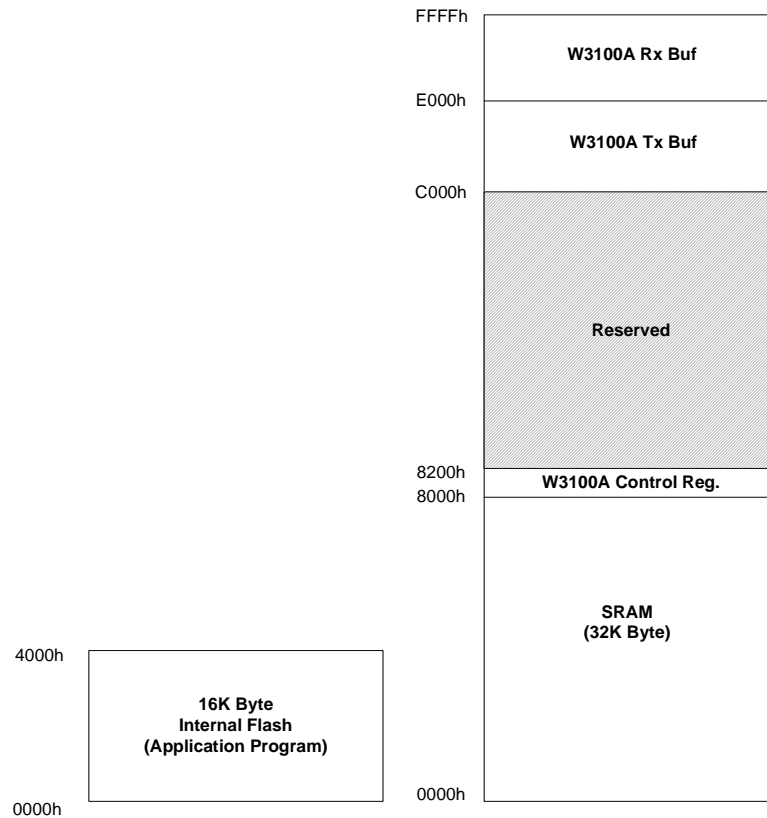 FFFFh
W3100A Rx Buf
E000h
W3100A Tx Buf
C000h
Reserved
8200h
W3100A Control Reg.
8000h
SRAM
(32K Byte)
0000h
4000h
16K Byte
Internal Flash
(Application Program)
0000h